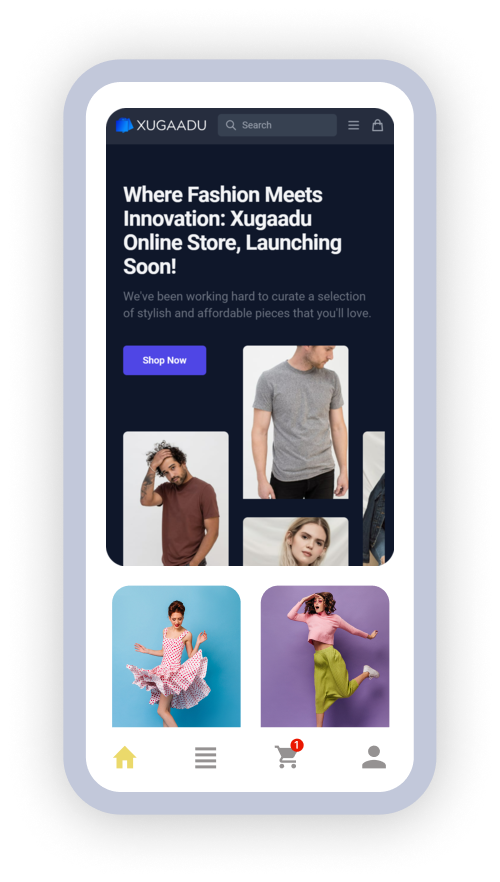 XUGAADU
Search
Where Fashion Meets
Innovation: Xugaadu
Online Store, Launching
Soon!
We've been working hard to curate a selection
of stylish and affordable pieces that you'll love.
Shop Now
1